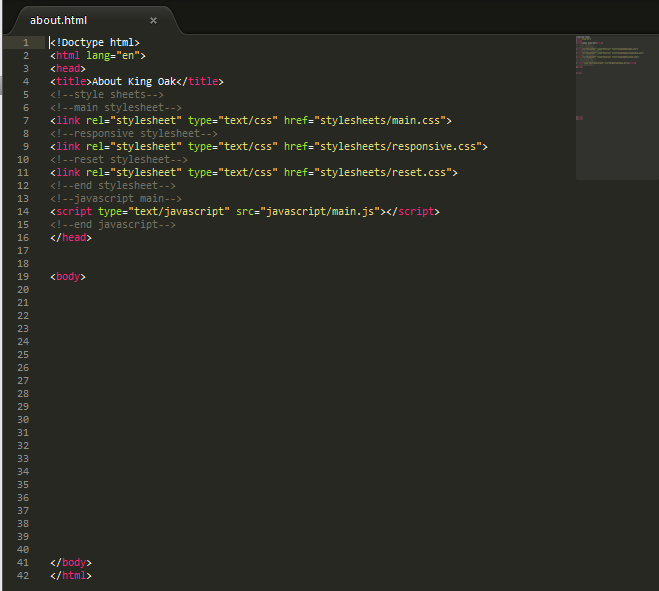 about.html ×
1 <!Doctype html>
2 <html lang="en">
3 <head>
4 <title>About King Oak</title>
5 <!--style sheets-->
6 <!--main stylesheet-->
7 <link rel="stylesheet" type="text/css" href="stylesheets/main.css">
8 <!--responsive stylesheet-->
9 <link rel="stylesheet" type="text/css" href="stylesheets/responsive.css">
10 <!--reset stylesheet-->
11 <link rel="stylesheet" type="text/css" href="stylesheets/reset.css">
12 <!--end stylesheet-->
13 <!--javascript main-->
14 <script type="text/javascript" src="javascript/main.js"></script>
15 <!--end javascript-->
16 </head>
17
18
19 <body>
20
21
22
23
24
25
26
27
28
29
30
31
32
33
34
35
36
37
38
39
40
41 </body>
42 </html>